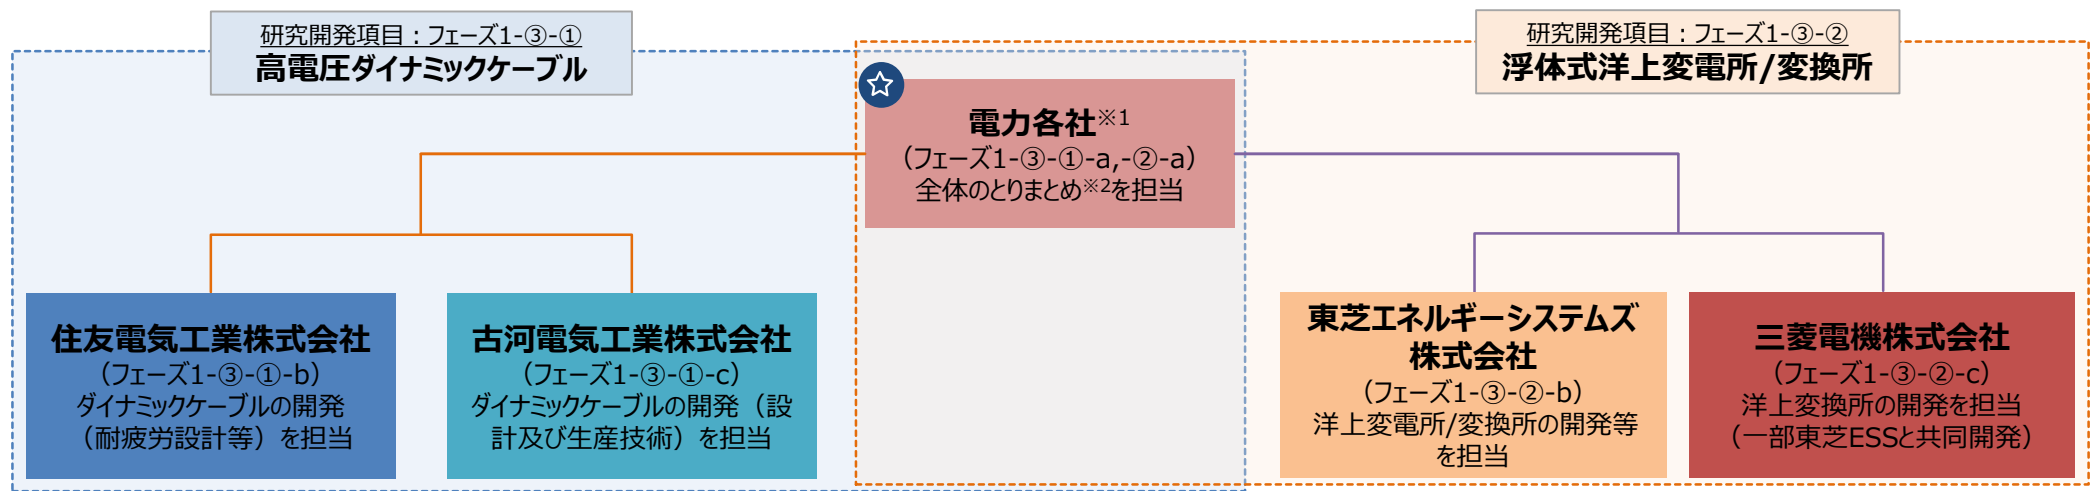 研究開発項目：フェーズ1-③-①
高電圧ダイナミックケーブル
研究開発項目：フェーズ1-③-②
浮体式洋上変電所/変換所
電力各社※1
（フェーズ1-③-①-a,-②-a）
全体のとりまとめ※2を担当
住友電気工業株式会社
（フェーズ1-③-①-b）
ダイナミックケーブルの開発
（耐疲労設計等）を担当
古河電気工業株式会社
（フェーズ1-③-①-c）
ダイナミックケーブルの開発（設
計及び生産技術）を担当
東芝エネルギーシステムズ
株式会社
（フェーズ1-③-②-b）
洋上変電所/変換所の開発等
を担当
三菱電機株式会社
（フェーズ1-③-②-c）
洋上変換所の開発を担当
（一部東芝ESSと共同開発）